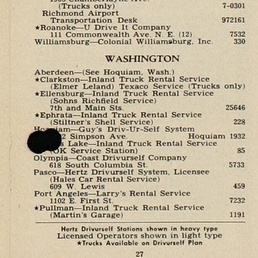 (Trucks only) 7-0301
Richmond Airport
Transportation Desk 972161
★Roanoke—U Drive It Company
111 Commonwealth Ave. N. E. (12) 7532
Williamsburg—Colonial Williamsburg, Inc. 330
WASHINGTON
Aberdeen—(See Hoquiam, Wash.)
★Clarkston—Inland Truck Rental Service
(Elmer Leland) Texaco Service (Trucks only)
★Ellensburg—Inland Truck Rental Service
(Sohns Richfield Service)
7th and Main Sts. 25646
★Ephrata—Inland Truck Rental Service
(Stiltner's Shell Service) 228
Guy's Driv-Ur-Self System
Simpson Ave. Hoquiam 1932
Lake—Inland Truck Rental Service
OK Service Station) 85
Olympia—Coast Driverself Company
618 South Columbia St. 5733
Pasco—Hertz Drivurself System, Licensee
(Hales Car Rental Service)
609 W. Lewis 459
Port Angeles—Larry's Rental Service
1102 E. First St. 7232
★Pullman—Inland Truck Rental Service
(Martin's Garage) 1191
Hertz Drivurself Stations shown in heavy type
Licensed Operators shown in light type
★Trucks Available on Drivurself Plan
27